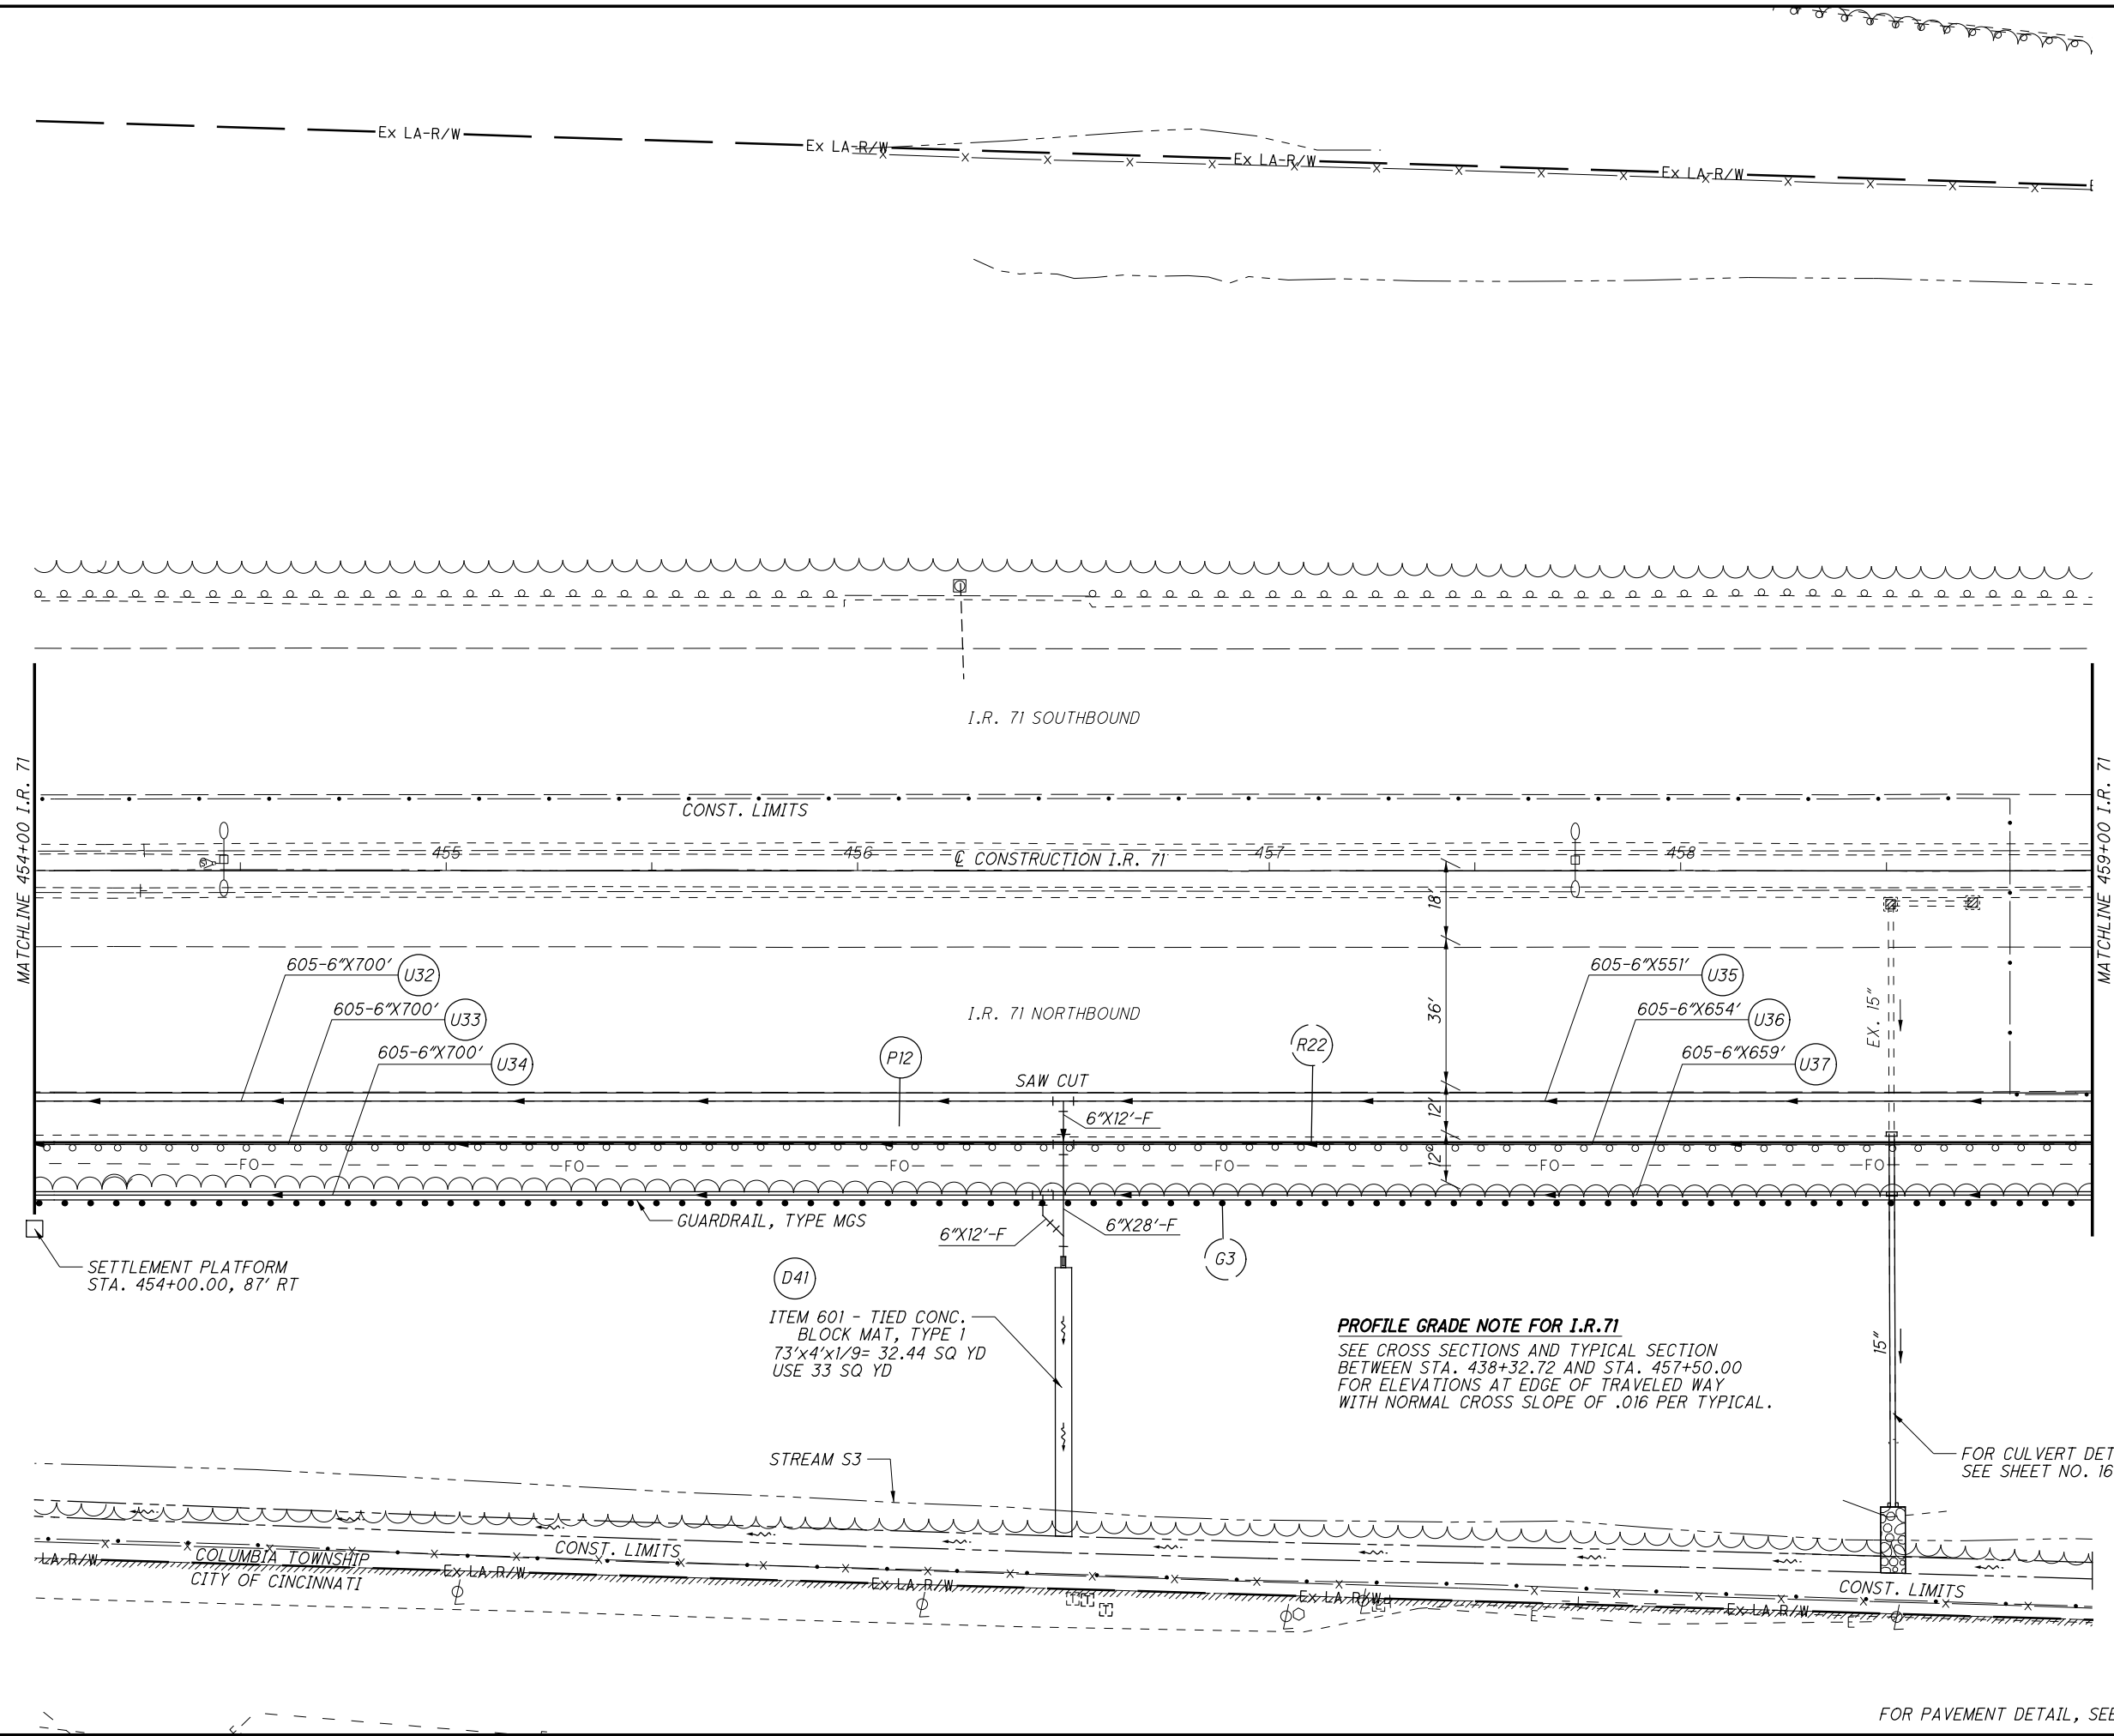 Ex LA-R/W
Ex LA-R/W
Ex LA-R/W
Ex LA-R/W
I.R. 71 SOUTHBOUND
MATCHLINE 454+00 I.R. 71
MATCHLINE 459+00 I.R. 71
CONST. LIMITS
455
456
℄ CONSTRUCTION I.R. 71
457
458
18'
605-6"X700' U32
605-6"X551' U35
605-6"X700' U33
I.R. 71 NORTHBOUND
36'
605-6"X654' U36
EX. 15"
605-6"X700' U34
P12
R22
605-6"X659' U37
SAW CUT
12'
6"X12'-F
12'
FO
FO
FO
FO
FO
FO
GUARDRAIL, TYPE MGS
6"X12'-F
6"X28'-F
G3
SETTLEMENT PLATFORM
STA. 454+00.00, 87' RT
D41
ITEM 601 - TIED CONC.
BLOCK MAT, TYPE 1
73'x4'x1/9= 32.44 SQ YD
USE 33 SQ YD
PROFILE GRADE NOTE FOR I.R.71
SEE CROSS SECTIONS AND TYPICAL SECTION
BETWEEN STA. 438+32.72 AND STA. 457+50.00
FOR ELEVATIONS AT EDGE OF TRAVELED WAY
WITH NORMAL CROSS SLOPE OF .016 PER TYPICAL.
15"
STREAM S3
FOR CULVERT DET
SEE SHEET NO. 16
CONST. LIMITS
LA R/W
COLUMBIA TOWNSHIP
CITY OF CINCINNATI
Ex LA R/W
Ex LA R/W
Ex LA R/W
Ex LA R/W
CONST. LIMITS
E
E
FOR PAVEMENT DETAIL, SEE